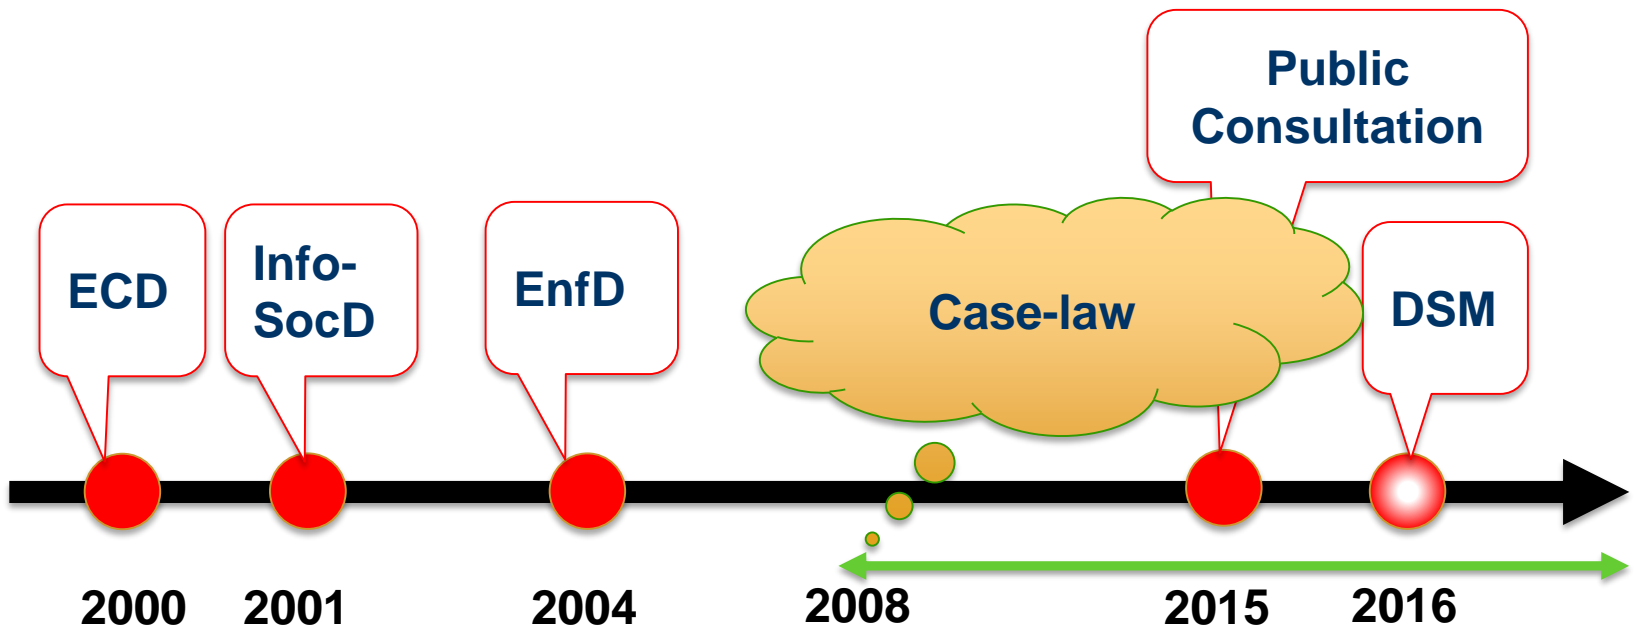 Public
Consultation
ECD
Info-
SocD
EnfD
Case-law
DSM
2000
2001
2004
2008
2015
2016